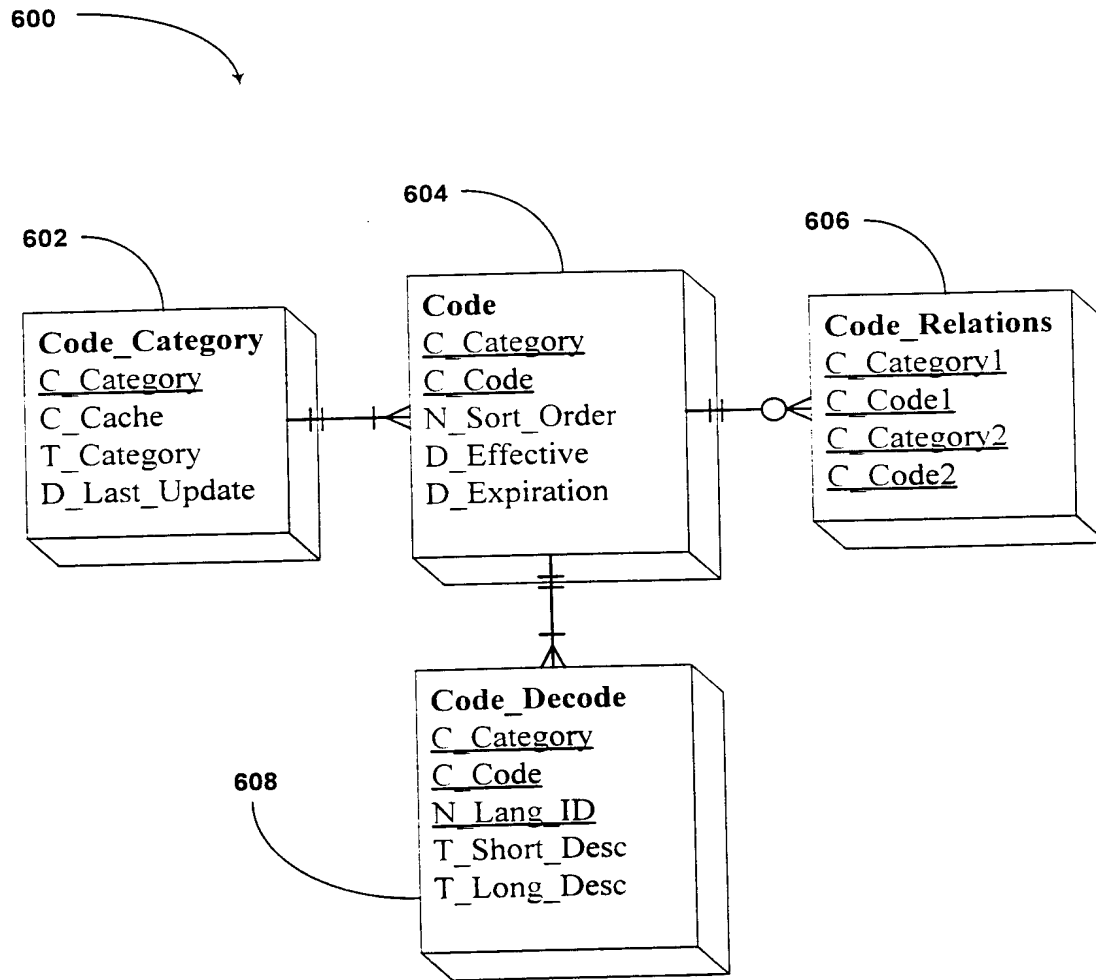 600
604
602
606
Code_Category
C_Category
C_Cache
T_Category
D_Last_Update
Code
C_Category
C_Code
N_Sort_Order
D_Effective
D_Expiration
Code_Relations
C_Category1
C_Code1
C_Category2
C_Code2
608
Code_Decode
C_Category
C_Code
N_Lang_ID
T_Short_Desc
T_Long_Desc